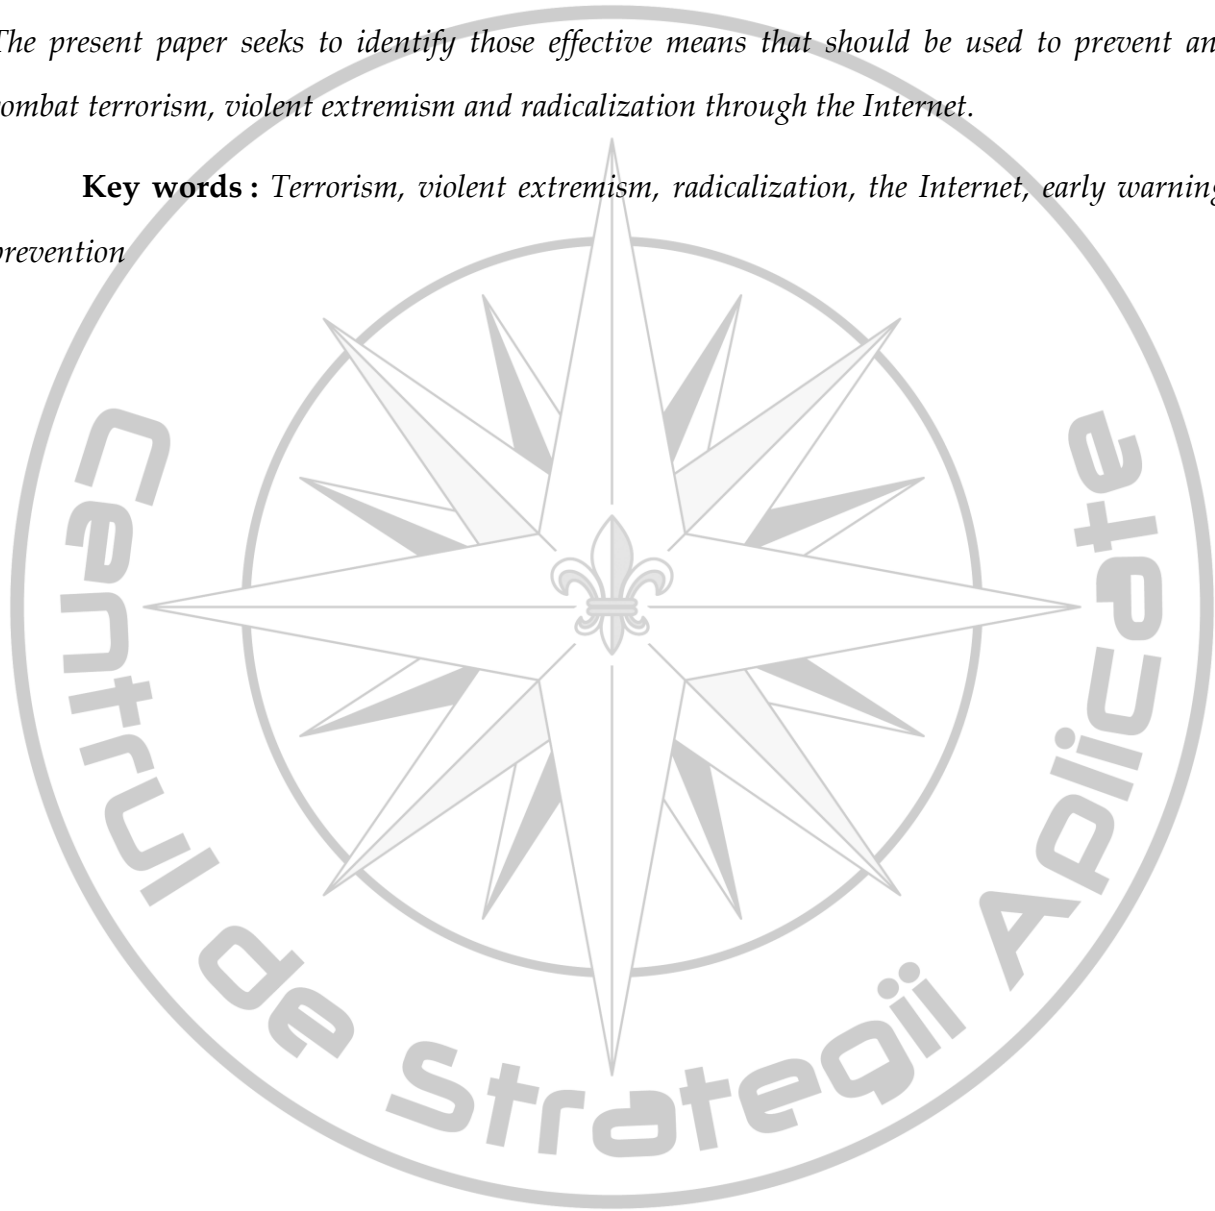 The present paper seeks to identify those effective means that should be used to prevent an
ombat terrorism, violent extremism and radicalization through the Internet.
Key words : Terrorism, violent extremism, radicalization, the Internet, early warning
prevention
Centrul de Strategii Aplicate